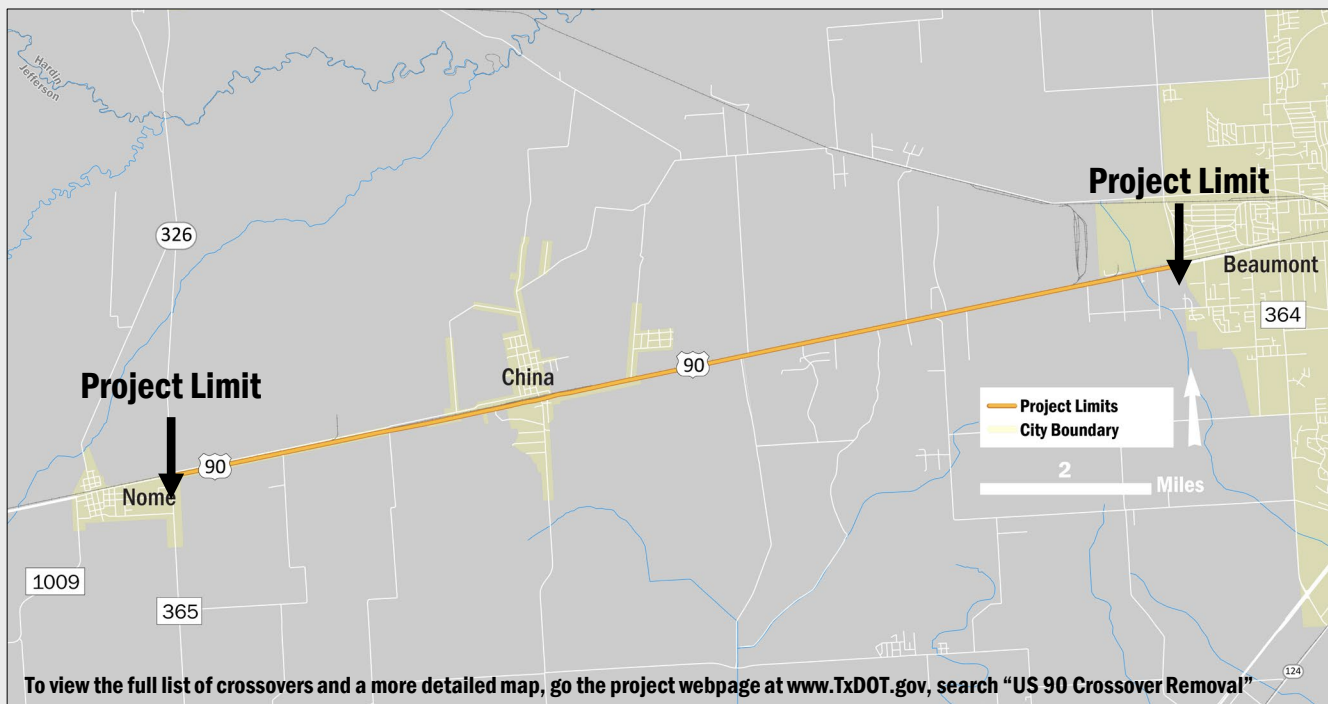 Hardin
Jefferson
326
Project Limit
Beaumont
364
90
China
Project Limit
Project Limits
City Boundary
90
2
Miles
Nome
1009
365
124
To view the full list of crossovers and a more detailed map, go the project webpage at www.TxDOT.gov, search “US 90 Crossover Removal”